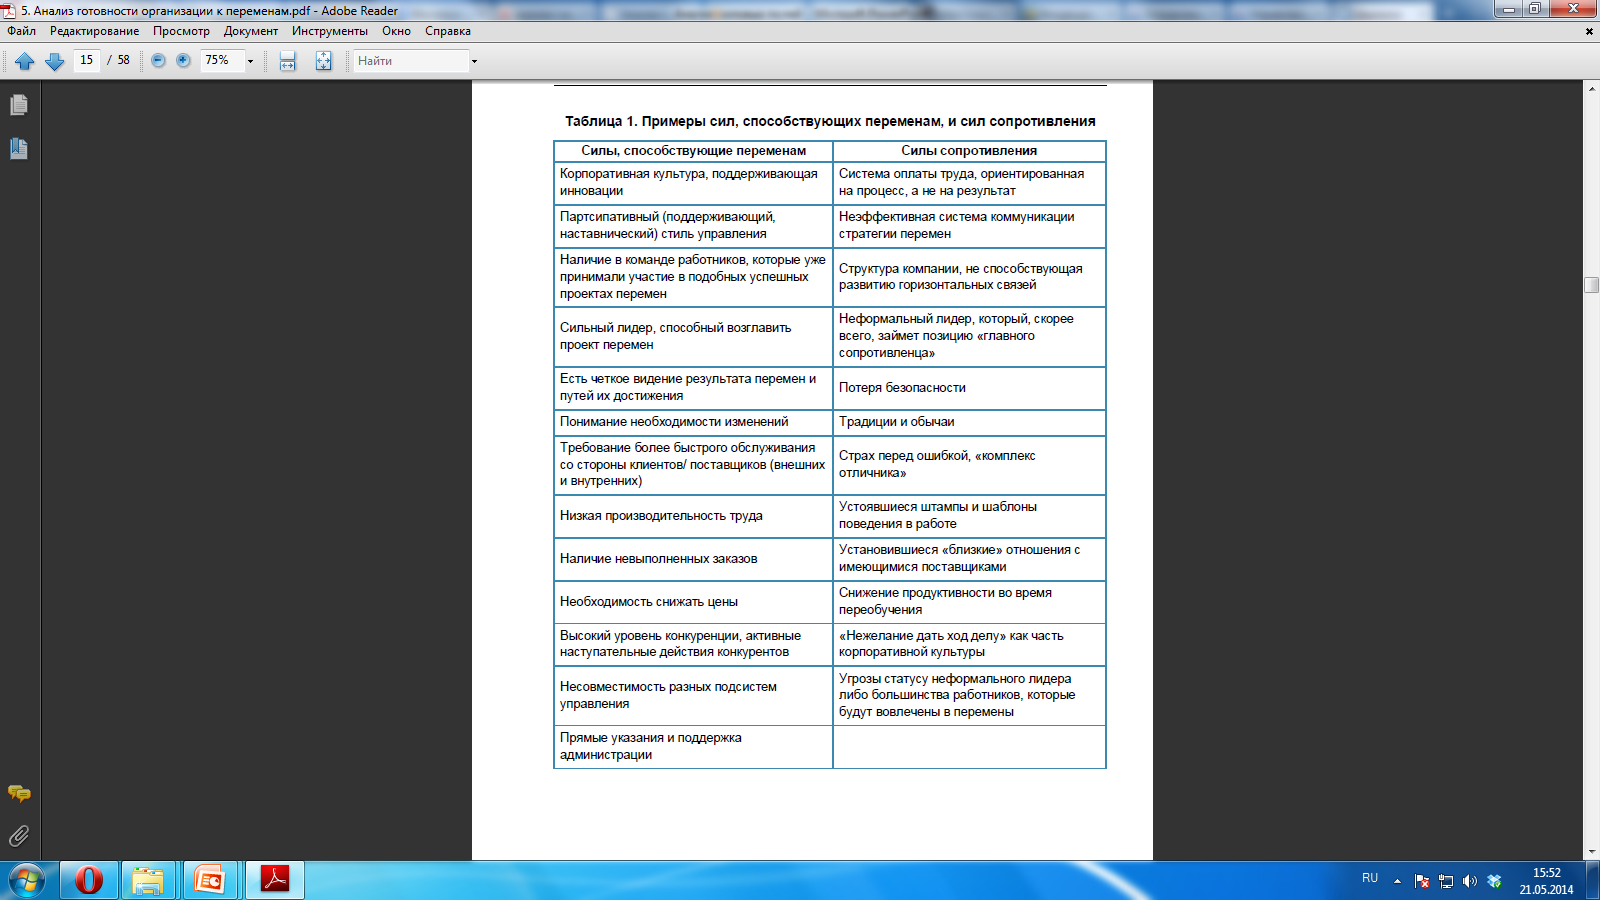 5. Анализ готовности организации к переменам.pdf - Adobe Reader
Файл Редактирование Просмотр Документ Инструменты Окно Справка
15 / 58 75% Найти
Таблица 1. Примеры сил, способствующих переменам, и сил сопротивления
Силы, способствующие переменам
Силы сопротивления
Корпоративная культура, поддерживающая
инновации
Система оплаты труда, ориентированная
на процесс, а не на результат
Партсипативный (поддерживающий,
наставнический) стиль управления
Неэффективная система коммуникации
стратегии перемен
Наличие в команде работников, которые уже
принимали участие в подобных успешных
проектах перемен
Структура компании, не способствующая
развитию горизонтальных связей
Сильный лидер, способный возглавить
проект перемен
Неформальный лидер, который, скорее
всего, займет позицию «главного
сопротивленца»
Есть четкое видение результата перемен и
путей их достижения
Потеря безопасности
Понимание необходимости изменений
Традиции и обычаи
Требование более быстрого обслуживания
со стороны клиентов/ поставщиков (внешних
и внутренних)
Страх перед ошибкой, «комплекс
отличника»
Низкая производительность труда
Устоявшиеся штампы и шаблоны
поведения в работе
Наличие невыполненных заказов
Установившиеся «близкие» отношения с
имеющимися поставщиками
Необходимость снижать цены
Снижение продуктивности во время
переобучения
Высокий уровень конкуренции, активные
наступательные действия конкурентов
«Нежелание дать ход делу» как часть
корпоративной культуры
Несовместимость разных подсистем
управления
Угрозы статусу неформального лидера
либо большинства работников, которые
будут вовлечены в перемены
Прямые указания и поддержка
администрации
RU
15:52
21.05.2014